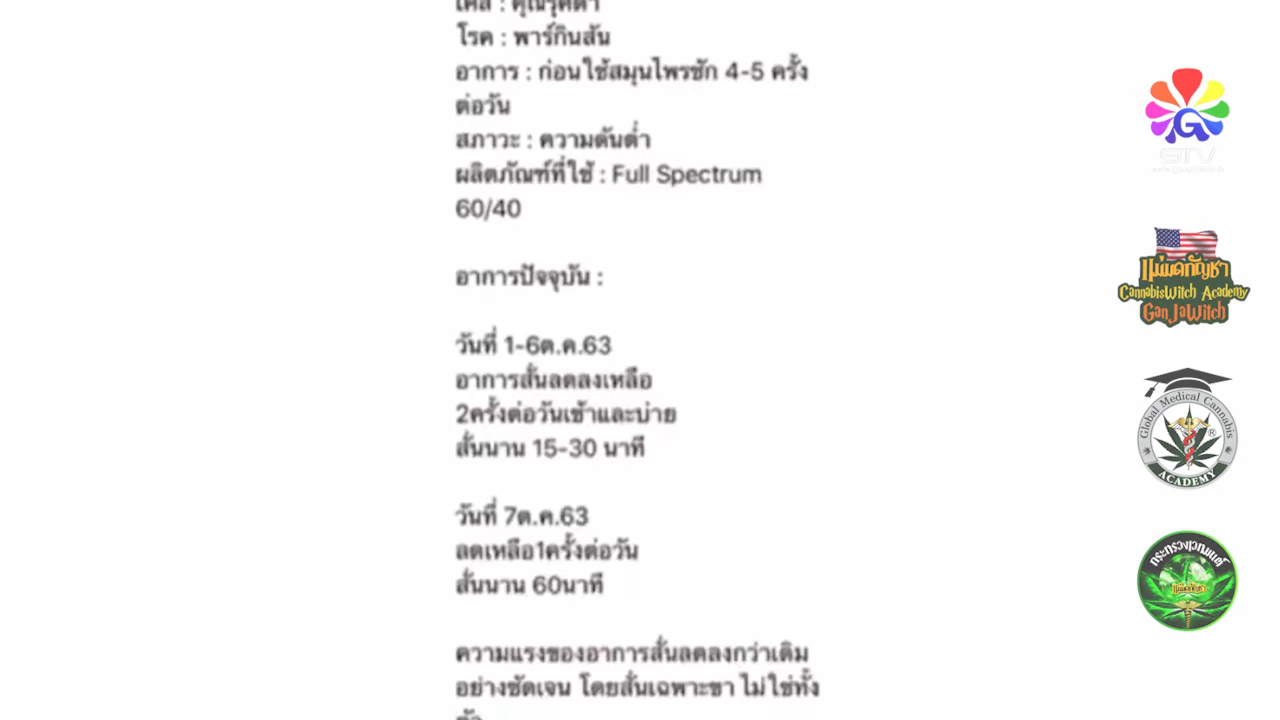 โรค : พาร์กินสัน
อาการ : ก่อนใช้สมุนไพรชัก 4-5 ครั้ง
ต่อวัน
สภาวะ : ความดันต่ำ
ผลิตภัณฑ์ที่ใช้ : Full Spectrum
60/40
อาการปัจจุบัน :
วันที่ 1-6ต.ค.63
อาการสั่นลดลงเหลือ
2ครั้งต่อวันเช้าและบ่าย
สั่นนาน 15-30 นาที
วันที่ 7ต.ค.63
ลดเหลือ1ครั้งต่อวัน
สั่นนาน 60นาที
ความแรงของอาการสั่นลดลงกว่าเดิม
อย่างชัดเจน โดยสั่นเฉพาะขา ไม่ใช่ทั้ง
G
GTV
แม่มดกัญชา
CannabisWitch Academy
GanJaWitch
Global Medical Cannabis
®
ACADEMY
กระทรวงเวทมนต์
แม่มดกัญชา